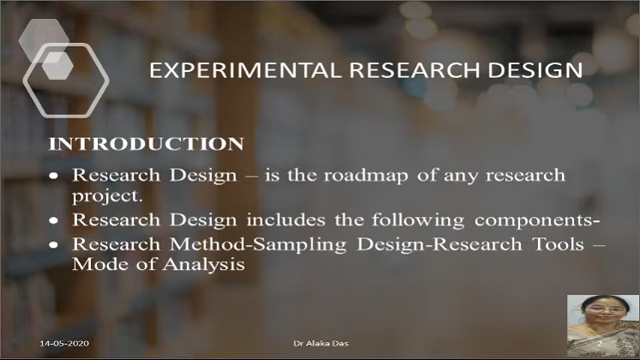 EXPERIMENTAL RESEARCH DESIGN
INTRODUCTION
• Research Design – is the roadmap of any research
project.
• Research Design includes the following components-
• Research Method-Sampling Design-Research Tools –
Mode of Analysis
14-05-2020 Dr Alaka Das 2